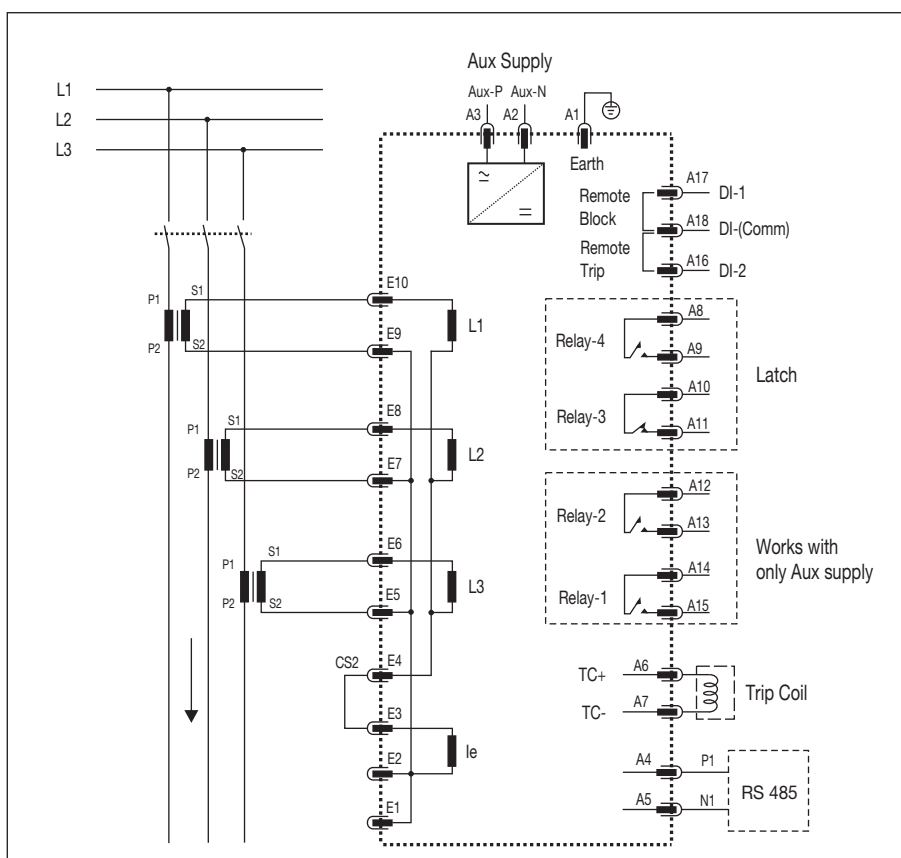 Aux Supply
Aux-P Aux-N
A3 A2 A1
Earth
L1
L2
L3
A17 DI-1
Remote Block
A18 DI-(Comm)
Remote Trip
A16 DI-2
P1 S1 E10
L1
P2 S2 E9
Relay-4 A8
A9
Latch
Relay-3 A10
A11
P1 S1 E8
L2
P2 S2 E7
Relay-2 A12
A13
Works with
only Aux supply
Relay-1 A14
A15
P1 S1 E6
L3
P2 S2 E5
CS2 E4
E3
Ie
E2
E1
TC+ A6
Trip Coil
TC- A7
A4 P1
RS 485
A5 N1